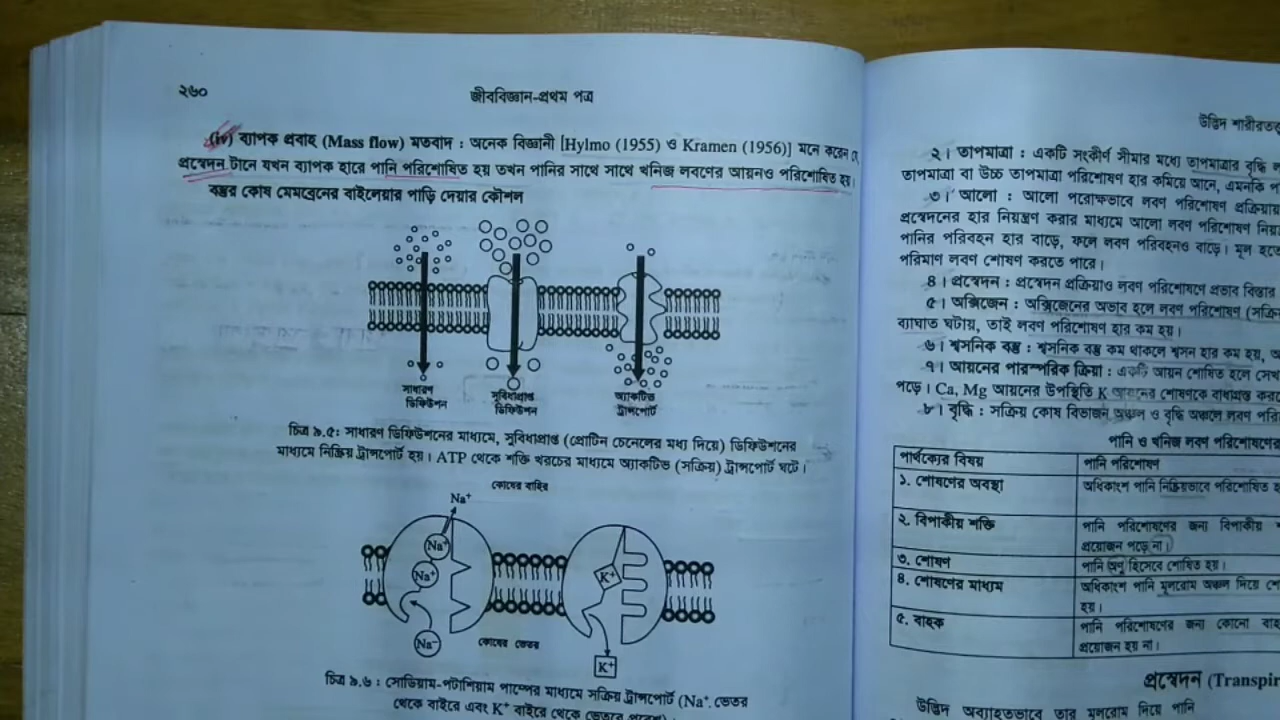 ২৬০
জীববিজ্ঞান-প্রথম পত্র
(iv) ব্যাপক প্রবাহ (Mass flow) মতবাদ : অনেক বিজ্ঞানী [Hylmo (1955) ও Kramen (1956)] মনে করেন
প্রস্বেদন টানে যখন ব্যাপক হারে পানি পরিশোষিত হয় তখন পানির সাথে সাথে খনিজ লবণের আয়নও পরিশোষিত হয়।
বস্তুর কোষ মেমব্রেনের বাইলেয়ার পাড়ি দেয়ার কৌশল
সাধারণ
ডিফিউশন
সুবিধাপ্রাপ্ত
ডিফিউশন
অ্যাকটিভ
ট্রান্সপোর্ট
চিত্র ৯.৫: সাধারণ ডিফিউশনের মাধ্যমে, সুবিধাপ্রাপ্ত (প্রোটিন চেনেলের মধ্য দিয়ে) ডিফিউশনের
মাধ্যমে নিষ্ক্রিয় ট্রান্সপোর্ট হয়। ATP থেকে শক্তি খরচের মাধ্যমে অ্যাকটিভ (সক্রিয়) ট্রান্সপোর্ট ঘটে।
কোষের বাহির
Na⁺
Na⁺
Na⁺
Na⁺
K⁺
কোষের ভেতর
K⁺
চিত্র ৯.৬ : সোডিয়াম-পটাশিয়াম পাম্পের মাধ্যমে সক্রিয় ট্রান্সপোর্ট (Na⁺ ভেতর
থেকে বাইরে এবং K⁺ বাইরে থেকে ভেতরে প্রবেশ)
উদ্ভিদ
২। তাপমাত্রা : একটি সংকীর্ণ সীমার মধ্যে তাপমাত্রার বৃদ্ধি
তাপমাত্রা বা উচ্চ তাপমাত্রা পরিশোষণ হার কমিয়ে আনে, এমনকি
৩। আলো : আলো পরোক্ষভাবে লবণ পরিশোষণ প্রক্রিয়ায়
প্রস্বেদনের হার নিয়ন্ত্রণ করার মাধ্যমে আলো লবণ পরিশোষণ
পানির পরিবহন হার বাড়ে, ফলে লবণ পরিবহনও বাড়ে। মূল হতে
পরিমাণ লবণ শোষণ করতে পারে।
৪। প্রস্বেদন : প্রস্বেদন প্রক্রিয়াও লবণ পরিশোষণে প্রভাব বিস্তার
৫। অক্সিজেন : অক্সিজেনের অভাব হলে লবণ পরিশোষণ
ব্যাঘাত ঘটায়, তাই লবণ পরিশোষণ হার কম হয়।
৬। শ্বসনিক বস্তু : শ্বসনিক বস্তু কম থাকলে শ্বসন হার কম হয়,
৭। আয়নের পারস্পরিক ক্রিয়া : একটি আয়ন শোষিত হলে
পড়ে। Ca, Mg আয়নের উপস্থিতি K আয়নের শোষণকে বাধাগ্রস্ত
৮। বৃদ্ধি : সক্রিয় কোষ বিভাজন অঞ্চল ও বৃদ্ধি অঞ্চলে লবণ
পানি ও খনিজ লবণ পরিশোষণের
পার্থক্যের বিষয়
পানি পরিশোষণ
১. শোষণের অবস্থা
অধিকাংশ পানি নিষ্ক্রিয়ভাবে পরিশোষিত
২. বিপাকীয় শক্তি
পানি পরিশোষণের জন্য বিপাকীয়
প্রয়োজন পড়ে না।
৩. শোষণ
পানি অণু হিসেবে শোষিত হয়।
৪. শোষণের মাধ্যম
অধিকাংশ পানি মূলরোম অঞ্চল দিয়ে
হয়।
৫. বাহক
পানি পরিশোষণের জন্য কোনো
প্রয়োজন হয় না।
প্রস্বেদন
উদ্ভিদ অব্যাহতভাবে তার মূলরোম দিয়ে পানি